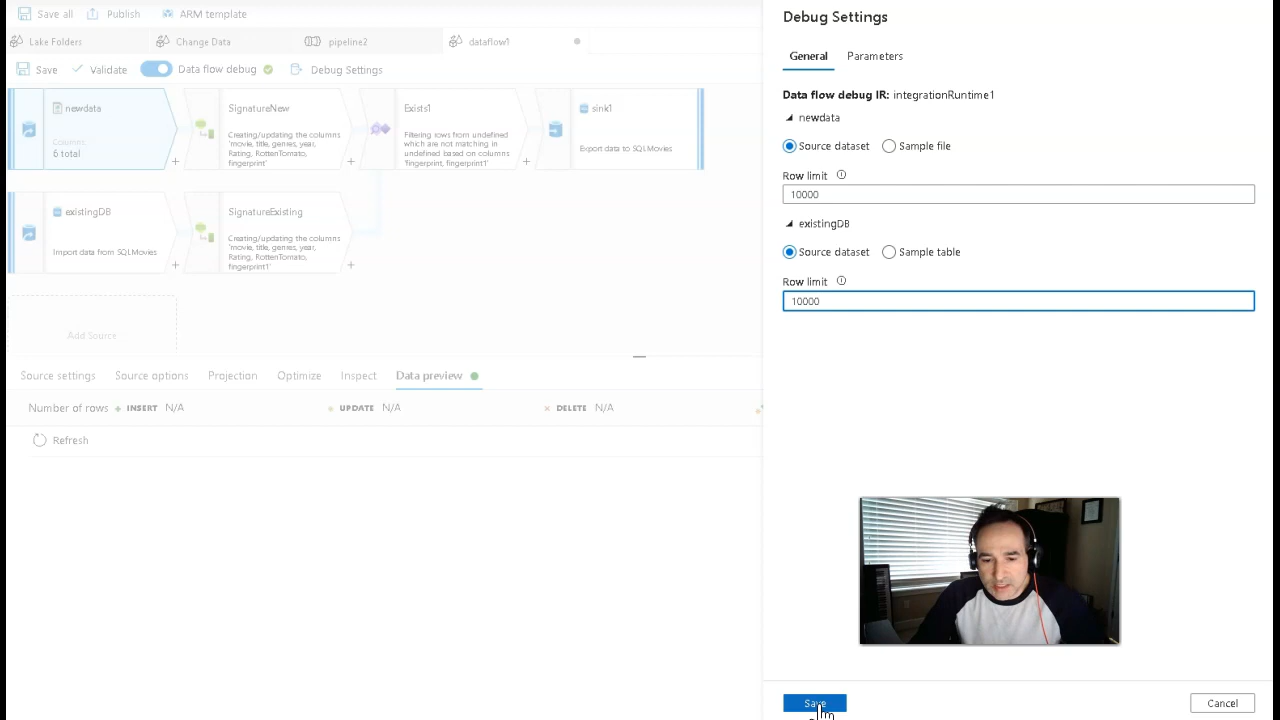 Save all
Publish
ARM template
Debug Settings
Lake Folders
Change Data
pipeline2
dataflow1
General
Parameters
Save
Validate
Data flow debug
Debug Settings
Data flow debug IR: integrationRuntime1
newdata
Source dataset
Sample file
Row limit
10000
existingDB
Source dataset
Sample table
Row limit
10000
newdata
Columns:
6 total
SignatureNew
Creating/updating the columns
'movie, title, genres, year,
Rating, RottenTomato,
fingerprint'
Exists1
Filtering rows from undefined
which are not matching in
undefined based on columns
'fingerprint, fingerprint1'
sink1
Export data to SQLMovies
existingDB
Import data from SQLMovies
SignatureExisting
Creating/updating the columns
'movie, title, genres, year,
Rating, RottenTomato,
fingerprint1'
Add Source
Source settings
Source options
Projection
Optimize
Inspect
Data preview
Number of rows
INSERT N/A
UPDATE N/A
DELETE N/A
Refresh
Save
Cancel